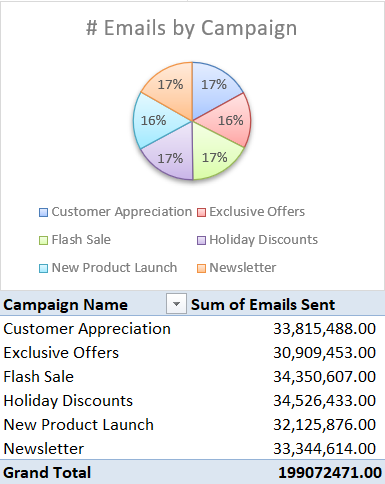 # Emails by Campaign
17% 17%
16% 16%
17% 17%
Customer Appreciation Exclusive Offers
Flash Sale Holiday Discounts
New Product Launch Newsletter
Campaign Name Sum of Emails Sent
Customer Appreciation 33,815,488.00
Exclusive Offers 30,909,453.00
Flash Sale 34,350,607.00
Holiday Discounts 34,526,433.00
New Product Launch 32,125,876.00
Newsletter 33,344,614.00
Grand Total 199072471.00